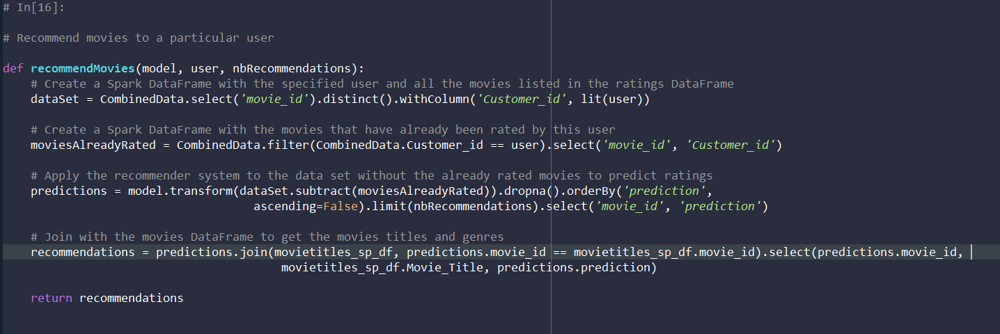 # In[16]:
# Recommend movies to a particular user
def recommendMovies(model, user, nbRecommendations):
# Create a Spark DataFrame with the specified user and all the movies listed in the ratings DataFrame
dataSet = CombinedData.select('movie_id').distinct().withColumn('Customer_id', lit(user))
# Create a Spark DataFrame with the movies that have already been rated by this user
moviesAlreadyRated = CombinedData.filter(CombinedData.Customer_id == user).select('movie_id', 'Customer_id')
# Apply the recommender system to the data set without the already rated movies to predict ratings
predictions = model.transform(dataSet.subtract(moviesAlreadyRated)).dropna().orderBy('prediction',
ascending=False).limit(nbRecommendations).select('movie_id', 'prediction')
# Join with the movies DataFrame to get the movies titles and genres
recommendations = predictions.join(movietitles_sp_df, predictions.movie_id == movietitles_sp_df.movie_id).select(predictions.movie_id,
movietitles_sp_df.Movie_Title, predictions.prediction)
return recommendations